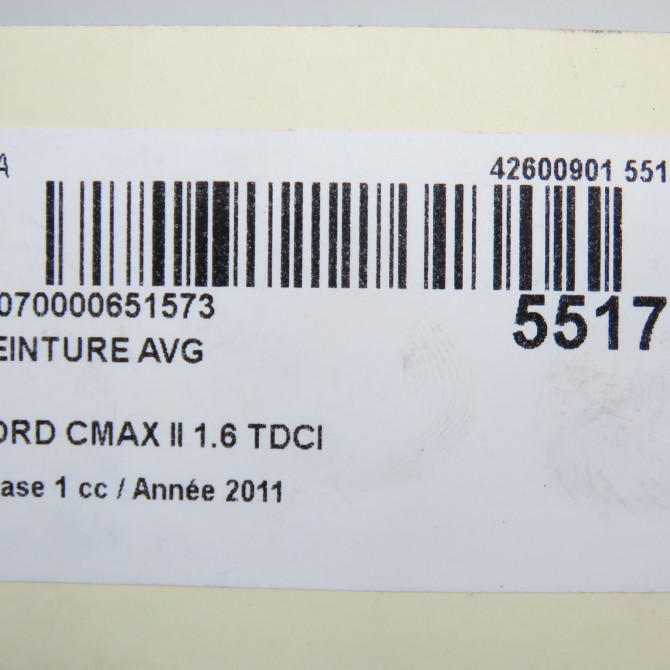 A 42600901 551
070000651573
5517
EINTURE AVG
ORD CMAX II 1.6 TDCI
ase 1 cc / Année 2011